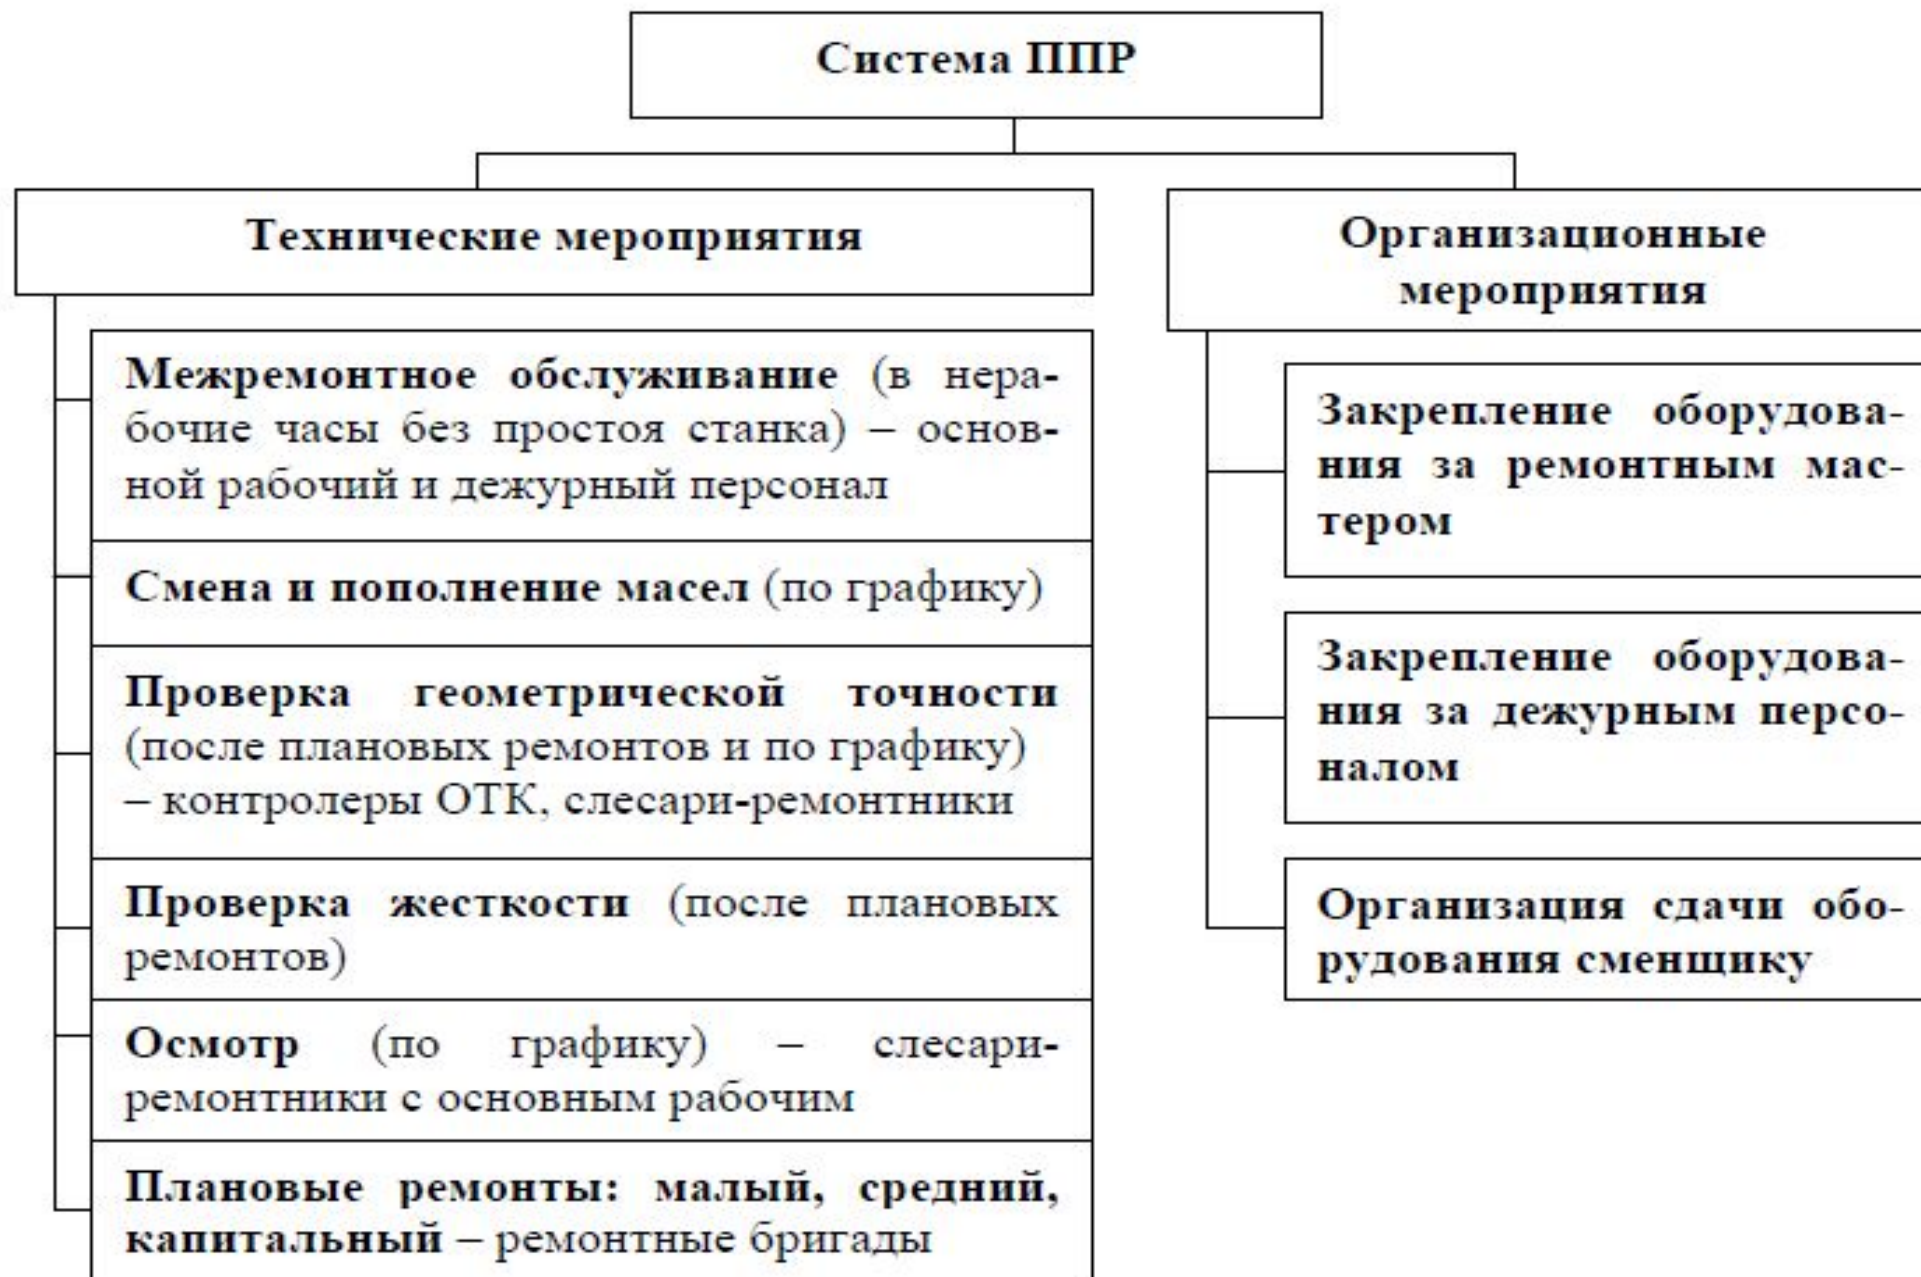 Система ППР
Технические мероприятия
Межремонтное обслуживание (в нера-
бочие часы без простоя станка) – основ-
ной рабочий и дежурный персонал
Смена и пополнение масел (по графику)
Проверка геометрической точности
(после плановых ремонтов и по графику)
– контролеры ОТК, слесари-ремонтники
Проверка жесткости (после плановых
ремонтов)
Осмотр (по графику) – слесари-
ремонтники с основным рабочим
Плановые ремонты: малый, средний,
капитальный – ремонтные бригады
Организационные
мероприятия
Закрепление оборудова-
ния за ремонтным мас-
тером
Закрепление оборудова-
ния за дежурным персо-
налом
Организация сдачи обо-
рудования сменщику